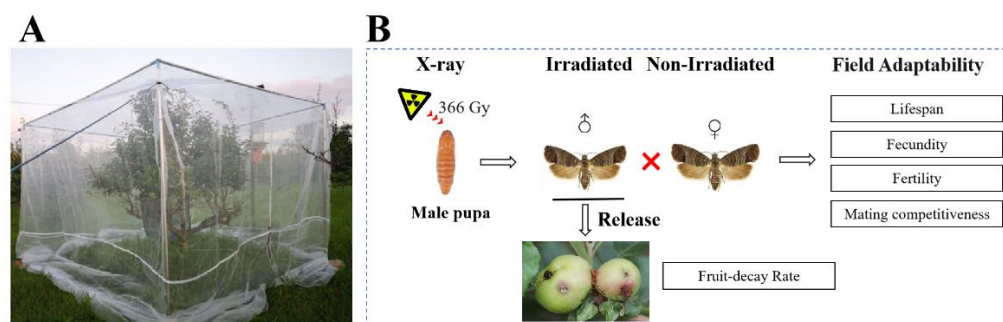 A
B
X-ray
Irradiated
Non-Irradiated
Field Adaptability
366 Gy
♂
♀
Lifespan
Fecundity
Fertility
Mating competitiveness
Male pupa
Release
Fruit-decay Rate